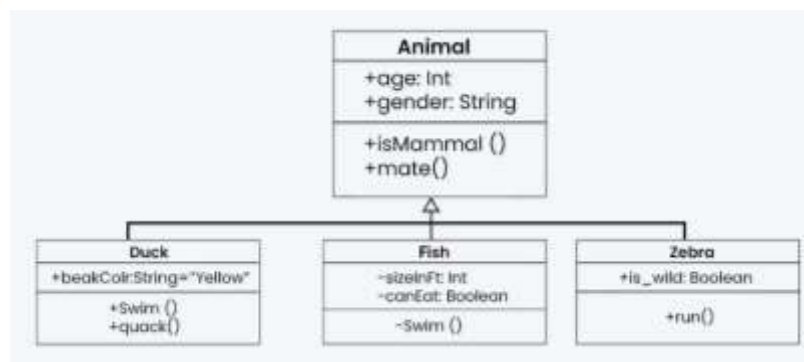 Animal
+age: Int
+gender: String
+isMammal ()
+mate()
Duck
+beakColr:String="Yellow"
+Swim ()
+quack()
Fish
-sizeInFt: Int
-canEat: Boolean
-Swim ()
Zebra
+is_wild: Boolean
+run()